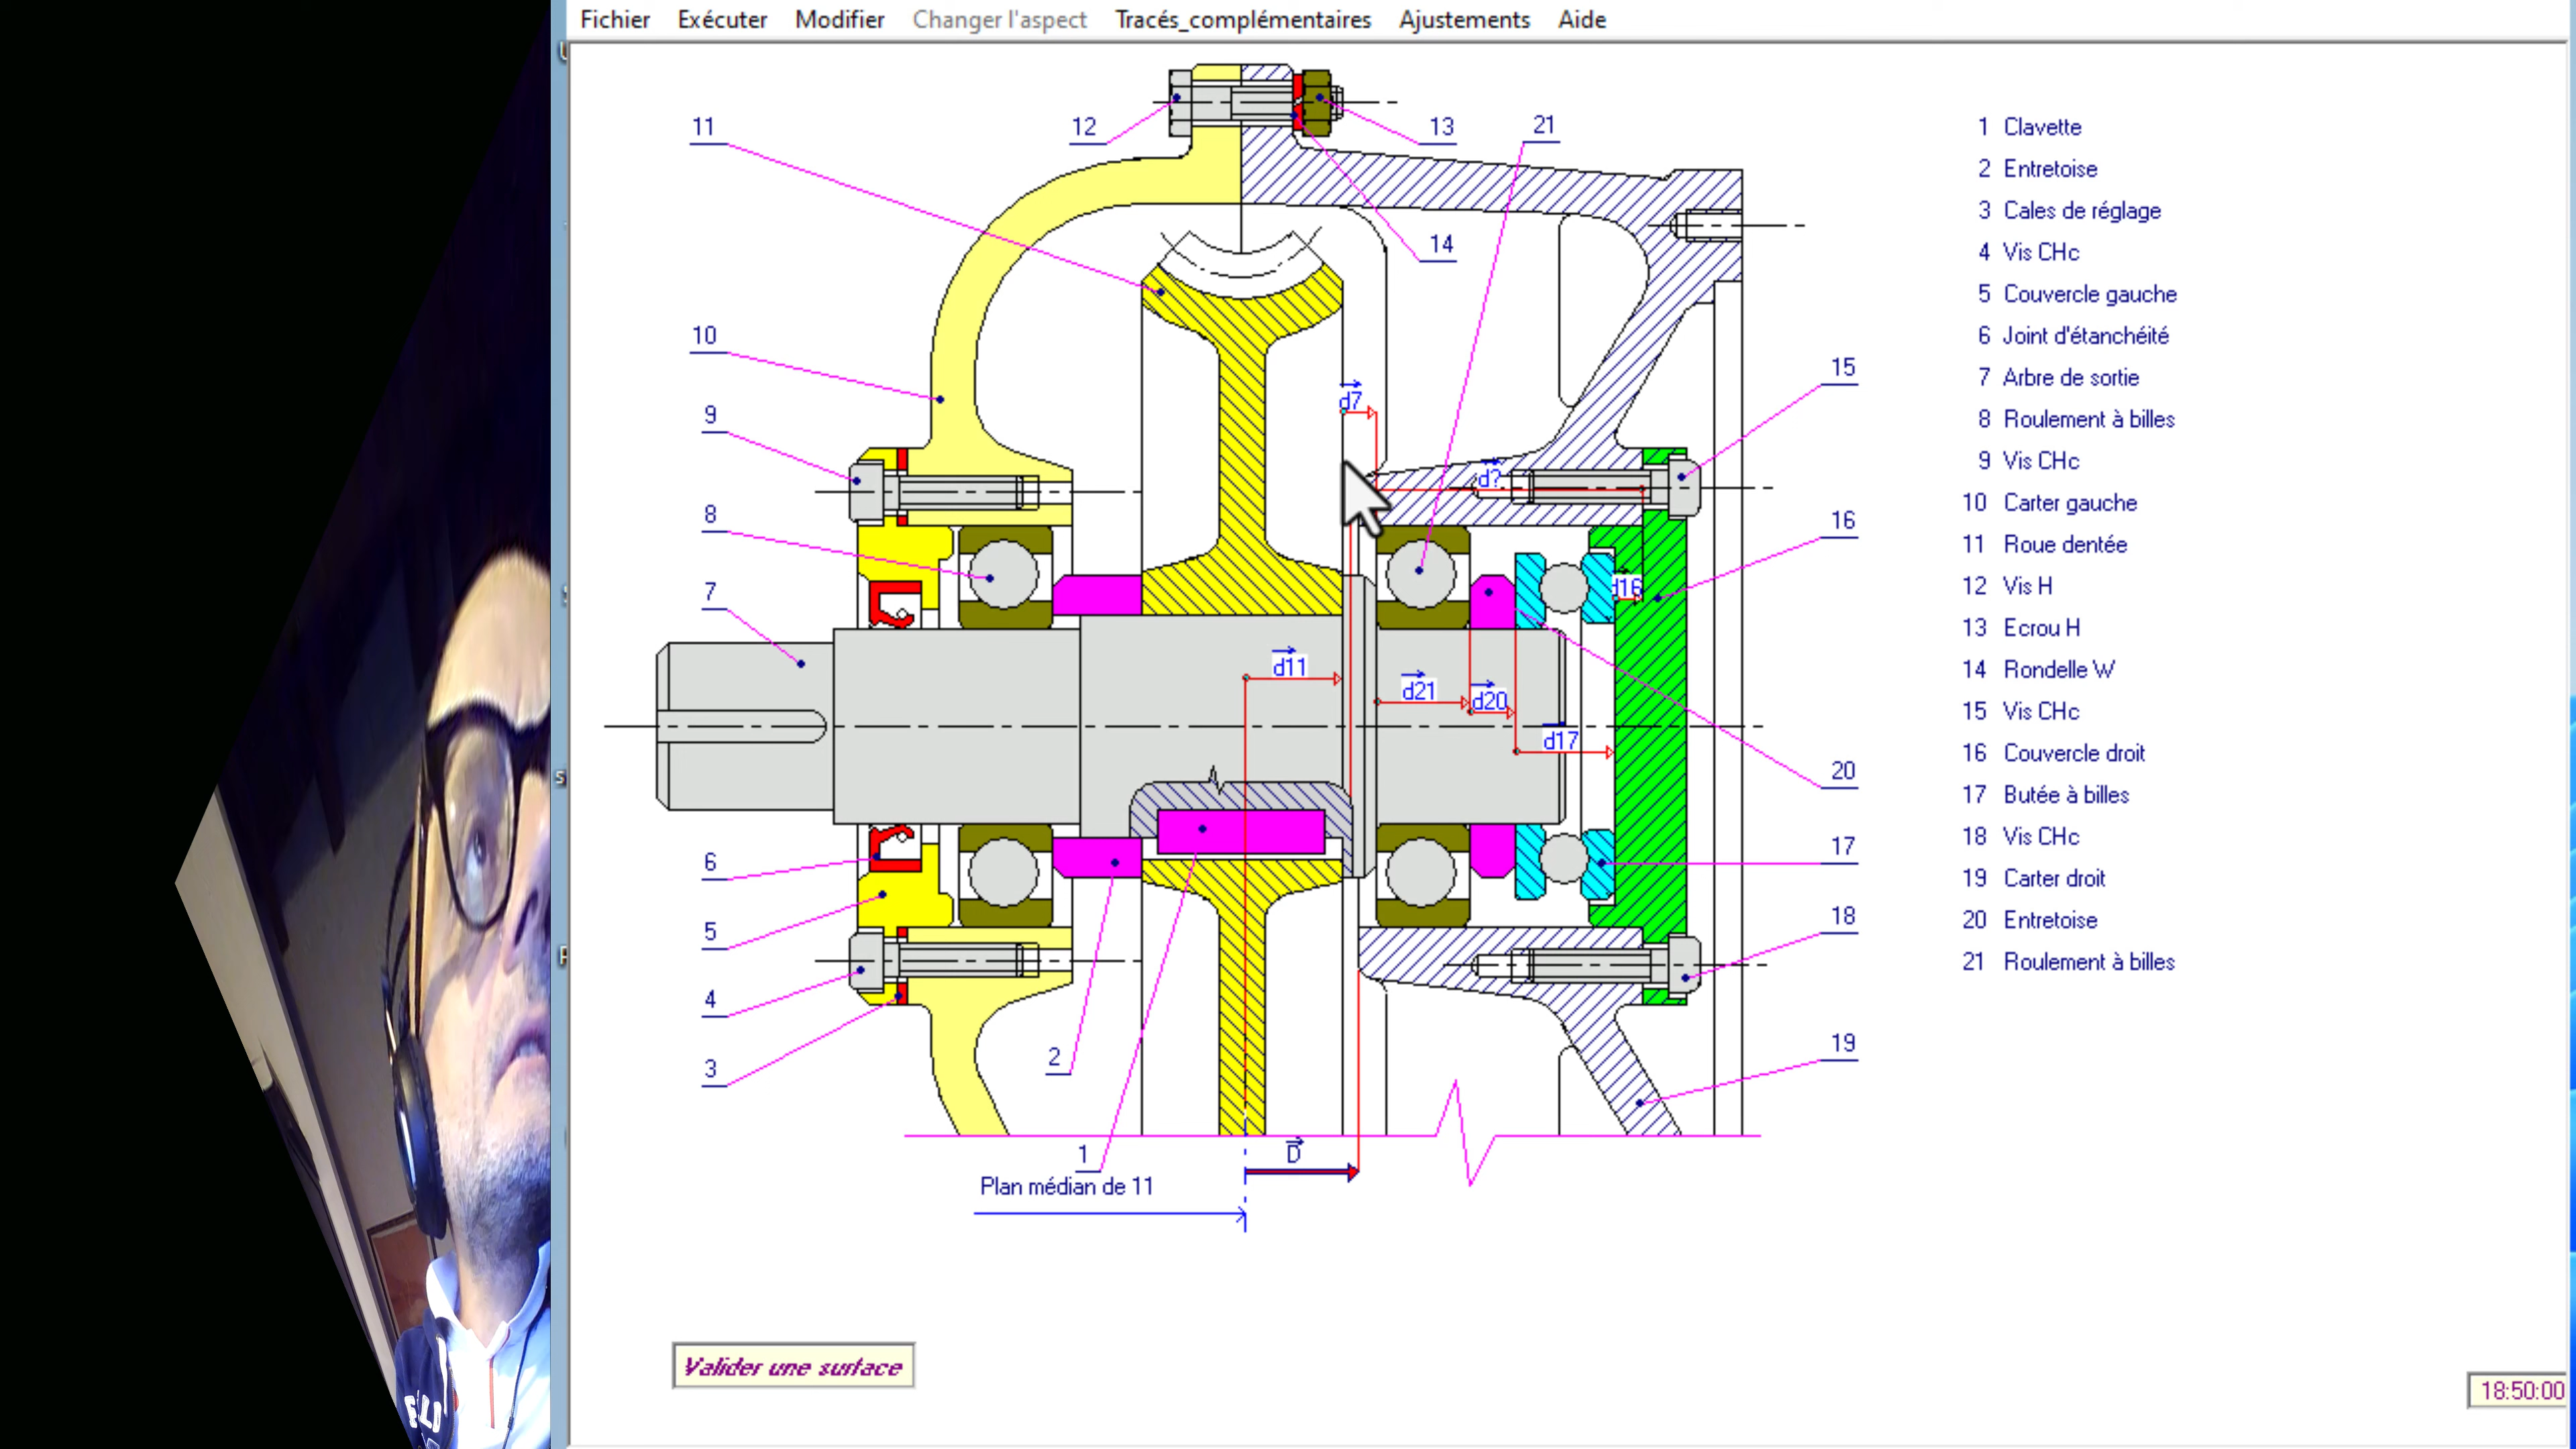 Fichier Exécuter Modifier Changer l'aspect Tracés_complémentaires Ajustements Aide
11
12
13
21
14
10
9
8
7
15
16
d7
d?
d16
d11
d21
d20
d17
20
17
6
5
18
4
3
2
19
1
D
Plan médian de 11
1 Clavette
2 Entretoise
3 Cales de réglage
4 Vis CHc
5 Couvercle gauche
6 Joint d'étanchéité
7 Arbre de sortie
8 Roulement à billes
9 Vis CHc
10 Carter gauche
11 Roue dentée
12 Vis H
13 Ecrou H
14 Rondelle W
15 Vis CHc
16 Couvercle droit
17 Butée à billes
18 Vis CHc
19 Carter droit
20 Entretoise
21 Roulement à billes
Valider une surface
18:50:00